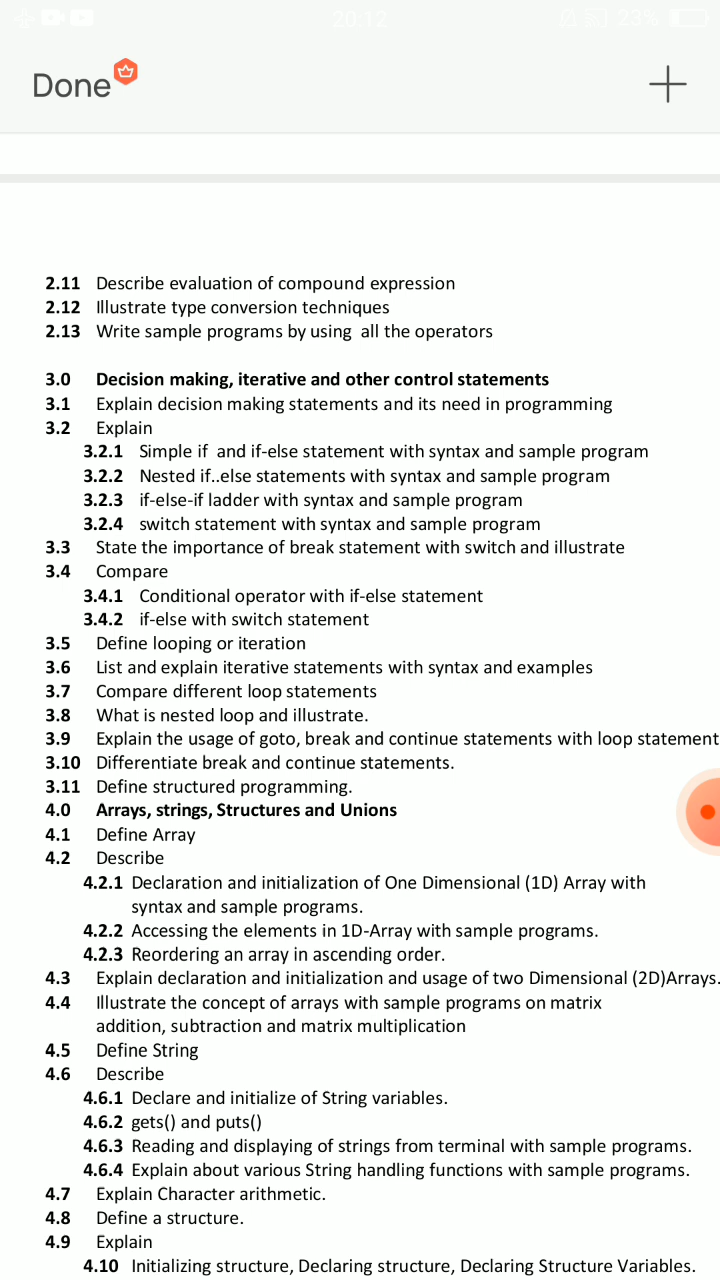 20:12
23%
Done
2.11 Describe evaluation of compound expression
2.12 Illustrate type conversion techniques
2.13 Write sample programs by using all the operators
3.0 Decision making, iterative and other control statements
3.1 Explain decision making statements and its need in programming
3.2 Explain
3.2.1 Simple if and if-else statement with syntax and sample program
3.2.2 Nested if..else statements with syntax and sample program
3.2.3 if-else-if ladder with syntax and sample program
3.2.4 switch statement with syntax and sample program
3.3 State the importance of break statement with switch and illustrate
3.4 Compare
3.4.1 Conditional operator with if-else statement
3.4.2 if-else with switch statement
3.5 Define looping or iteration
3.6 List and explain iterative statements with syntax and examples
3.7 Compare different loop statements
3.8 What is nested loop and illustrate.
3.9 Explain the usage of goto, break and continue statements with loop statement
3.10 Differentiate break and continue statements.
3.11 Define structured programming.
4.0 Arrays, strings, Structures and Unions
4.1 Define Array
4.2 Describe
4.2.1 Declaration and initialization of One Dimensional (1D) Array with
syntax and sample programs.
4.2.2 Accessing the elements in 1D-Array with sample programs.
4.2.3 Reordering an array in ascending order.
4.3 Explain declaration and initialization and usage of two Dimensional (2D)Arrays.
4.4 Illustrate the concept of arrays with sample programs on matrix
addition, subtraction and matrix multiplication
4.5 Define String
4.6 Describe
4.6.1 Declare and initialize of String variables.
4.6.2 gets() and puts()
4.6.3 Reading and displaying of strings from terminal with sample programs.
4.6.4 Explain about various String handling functions with sample programs.
4.7 Explain Character arithmetic.
4.8 Define a structure.
4.9 Explain
4.10 Initializing structure, Declaring structure, Declaring Structure Variables.